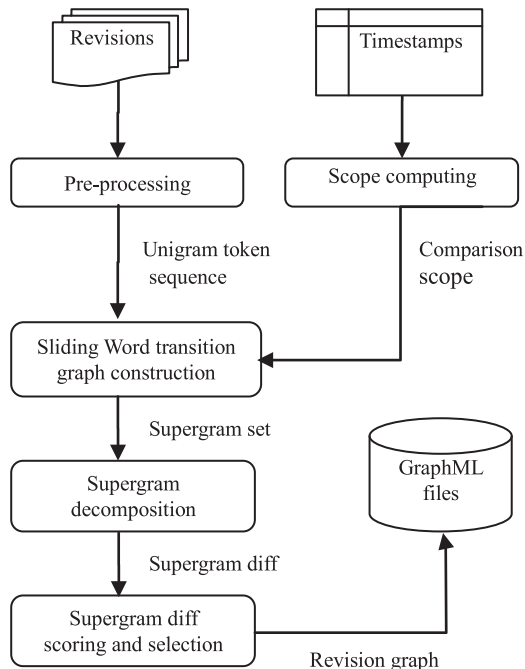 Revisions
Timestamps
Pre-processing
Scope computing
Unigram token
sequence
Comparison
scope
Sliding Word transition
graph construction
Supergram set
GraphML
files
Supergram
decomposition
Supergram diff
Supergram diff
scoring and selection
Revision graph